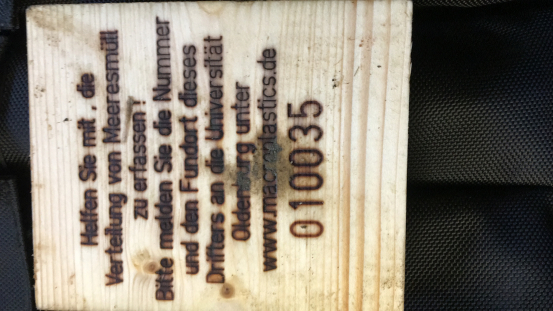 Helfen Sie mit, die
Verteilung von Meeresmüll
zu erfassen!
Bitte melden Sie die Nummer
und den Fundort dieses
Drifters an die Universität
Oldenburg unter
www.macroplastics.de
010035